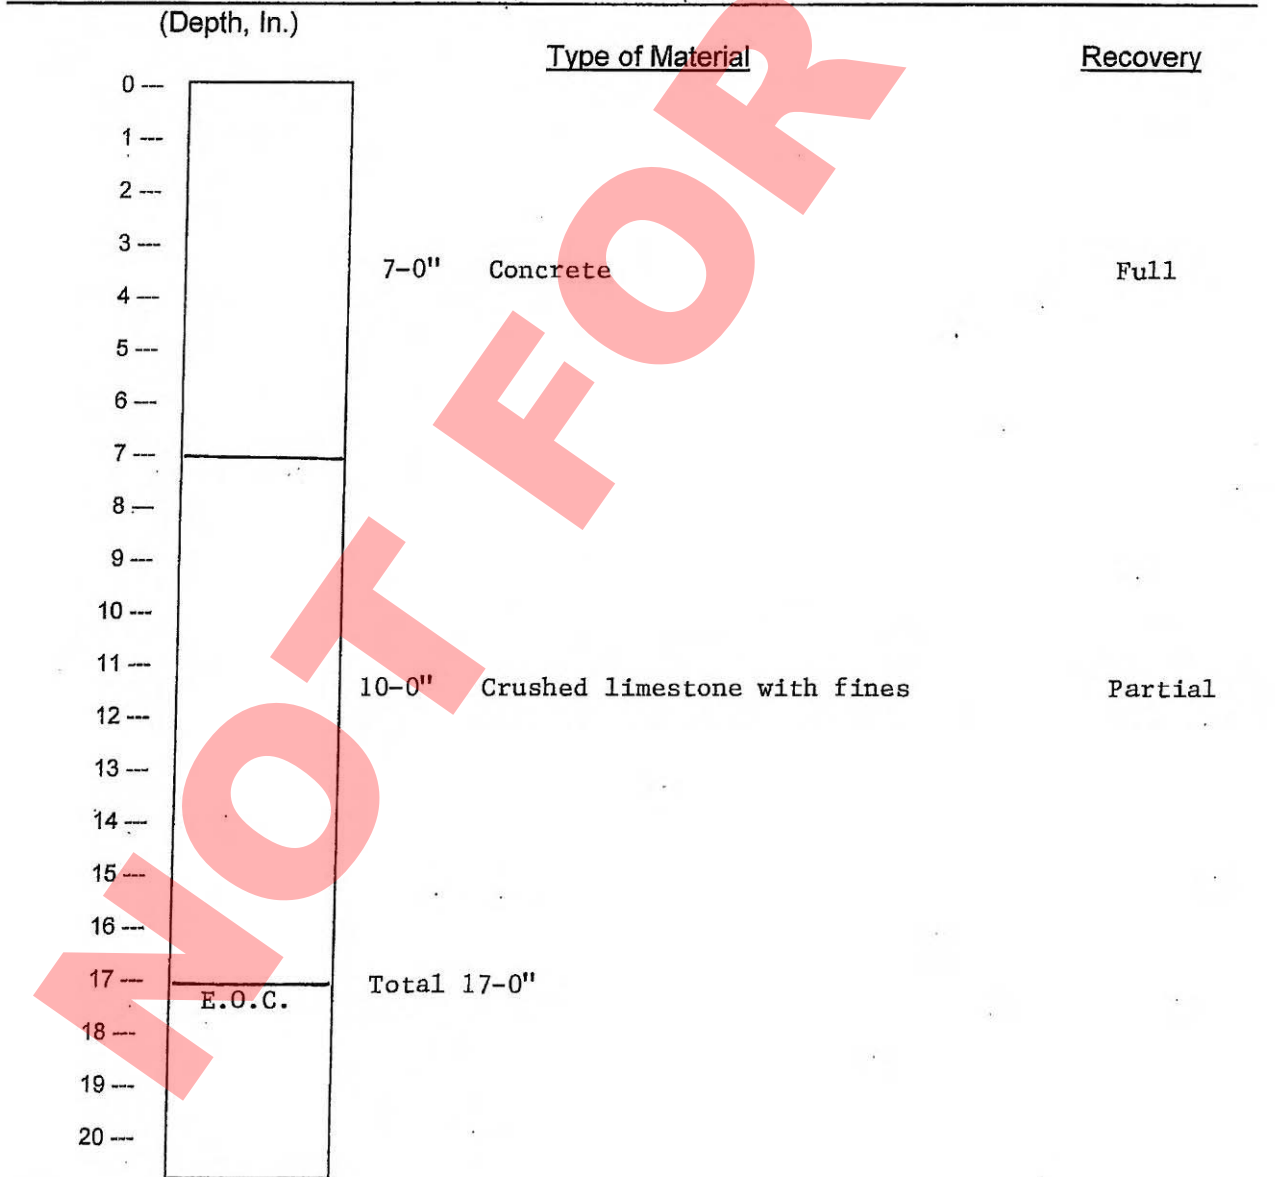 (Depth, In.)
Type of Material Recovery
0 ---
1 ---
2 ---
3 ---
7-0" Concrete Full
4 ---
5 ---
6 ---
7 ---
8 ---
9 ---
10 ---
11 ---
10-0" Crushed limestone with fines Partial
12 ---
13 ---
14 ---
15 ---
16 ---
17 --- Total 17-0"
E.O.C.
18 ---
19 ---
20 ---
NOT FOR